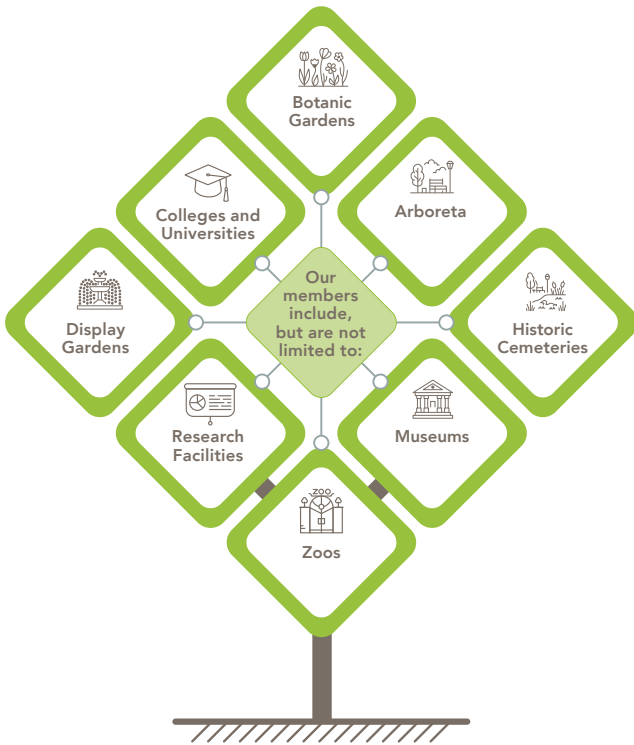 Botanic
Gardens
Colleges and
Universities
Arboreta
Display
Gardens
Our
members
include,
but are not
limited to:
Historic
Cemeteries
Research
Facilities
Museums
ZOO
Zoos